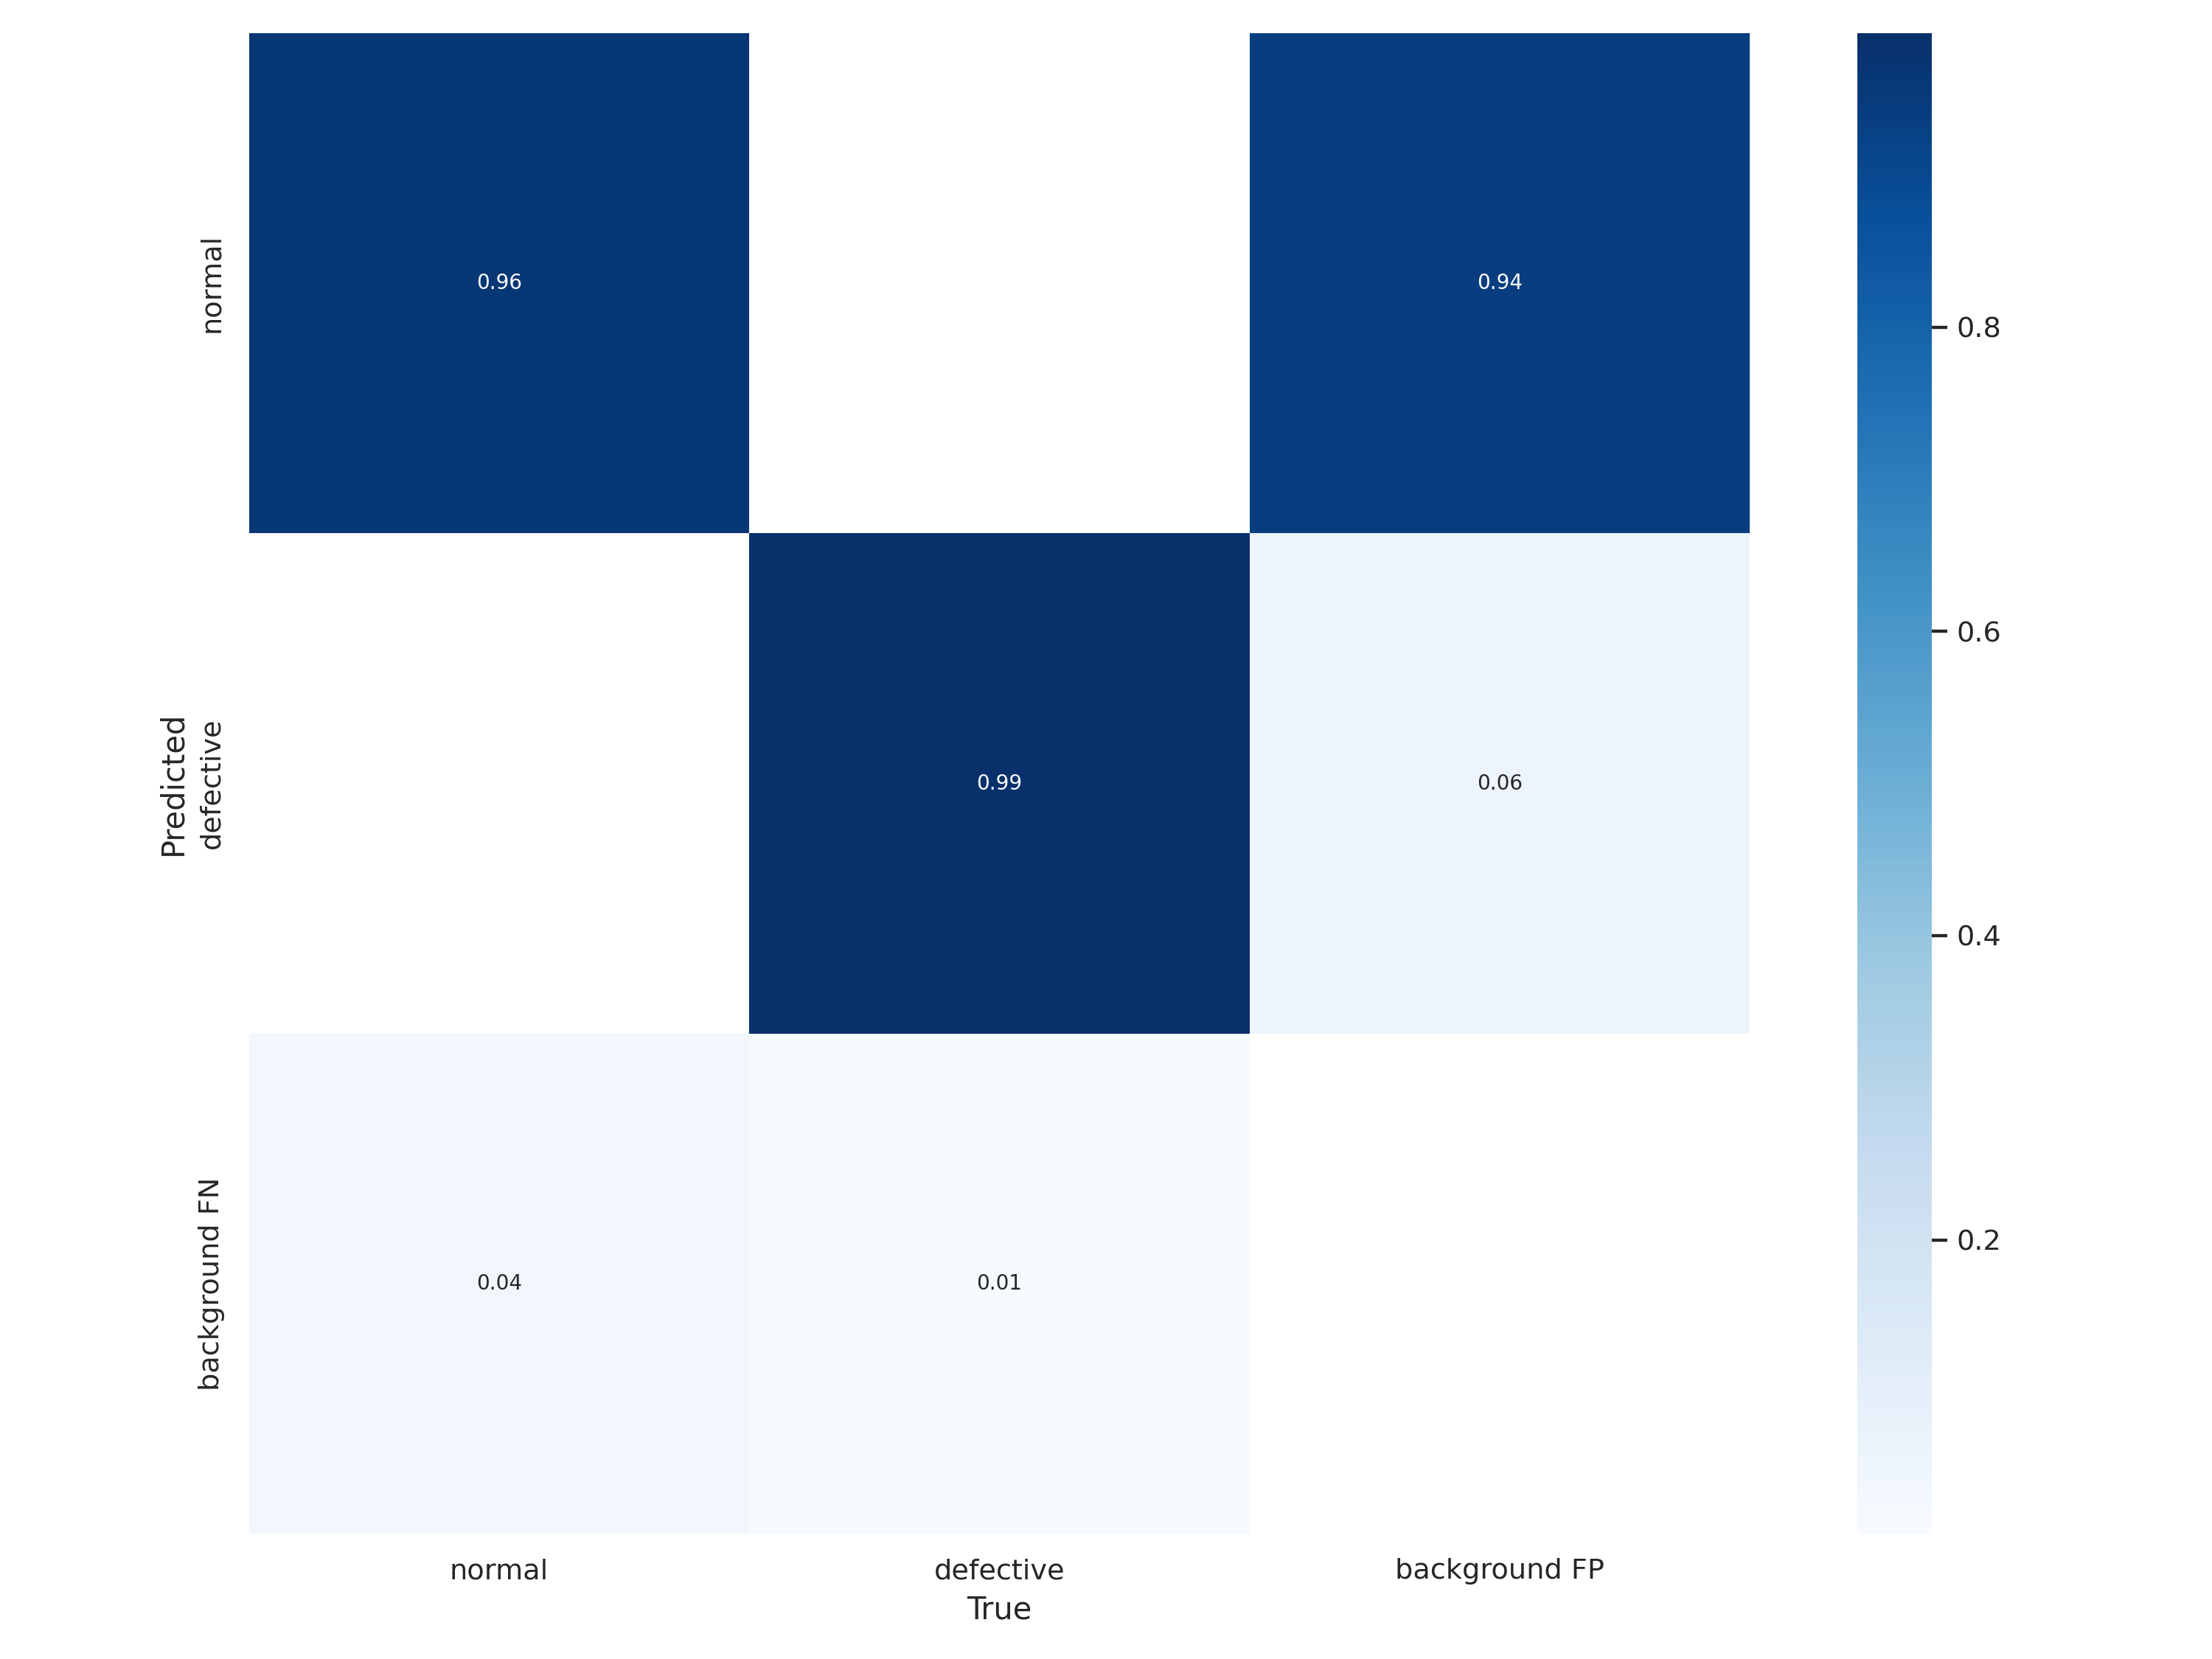 normal
0.96
0.94
0.8
0.6
Predicted
defective
0.99
0.06
0.4
0.2
background FN
0.04
0.01
normal
defective
background FP
True